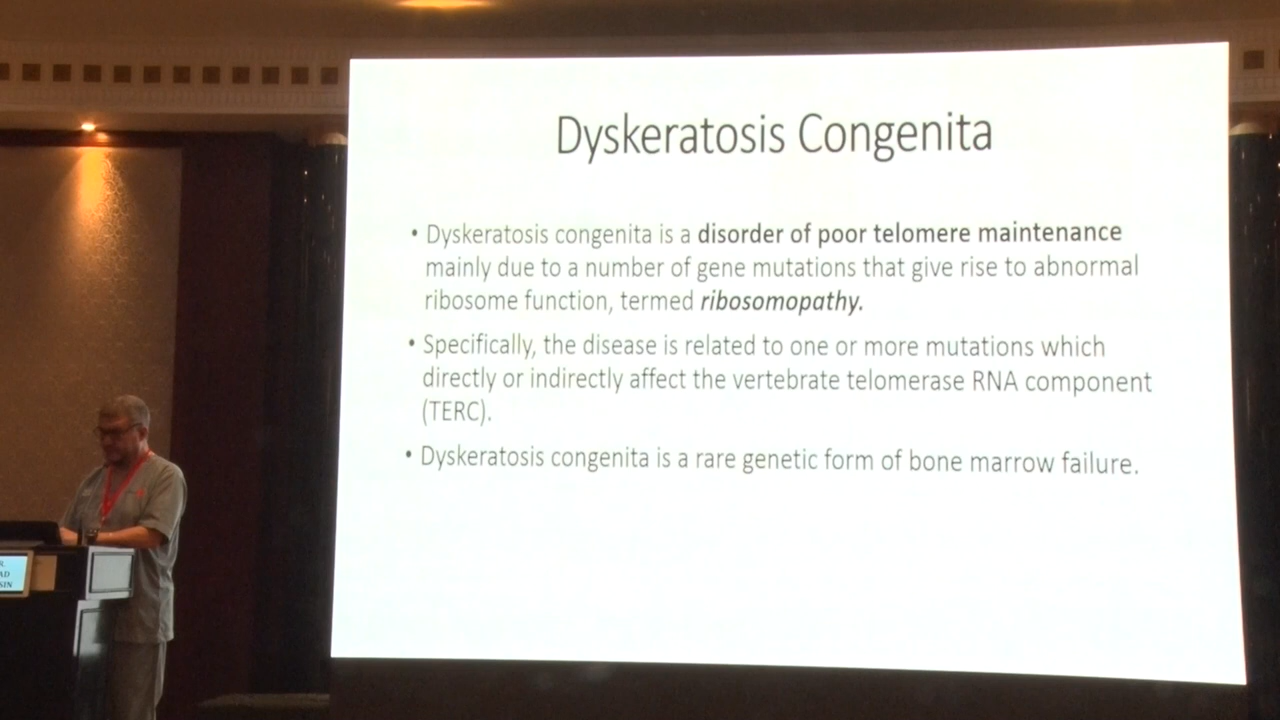 Dyskeratosis Congenita
• Dyskeratosis congenita is a disorder of poor telomere maintenance
mainly due to a number of gene mutations that give rise to abnormal
ribosome function, termed ribosomopathy.
• Specifically, the disease is related to one or more mutations which
directly or indirectly affect the vertebrate telomerase RNA component
(TERC).
• Dyskeratosis congenita is a rare genetic form of bone marrow failure.